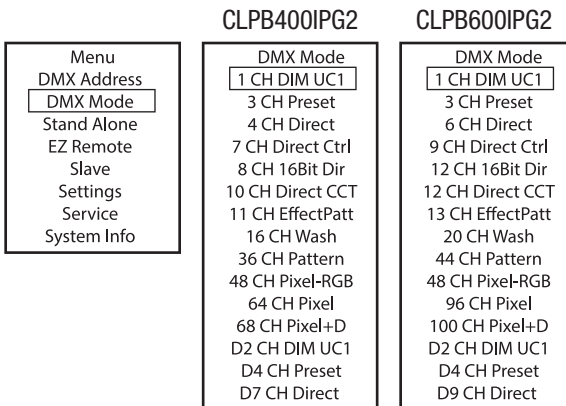 CLPB400IPG2
CLPB600IPG2
Menu
DMX Address
DMX Mode
Stand Alone
EZ Remote
Slave
Settings
Service
System Info
DMX Mode
1 CH DIM UC1
3 CH Preset
4 CH Direct
7 CH Direct Ctrl
8 CH 16Bit Dir
10 CH Direct CCT
11 CH EffectPatt
16 CH Wash
36 CH Pattern
48 CH Pixel-RGB
64 CH Pixel
68 CH Pixel+D
D2 CH DIM UC1
D4 CH Preset
D7 CH Direct
DMX Mode
1 CH DIM UC1
3 CH Preset
6 CH Direct
9 CH Direct Ctrl
12 CH 16Bit Dir
12 CH Direct CCT
13 CH EffectPatt
20 CH Wash
44 CH Pattern
48 CH Pixel-RGB
96 CH Pixel
100 CH Pixel+D
D2 CH DIM UC1
D4 CH Preset
D9 CH Direct